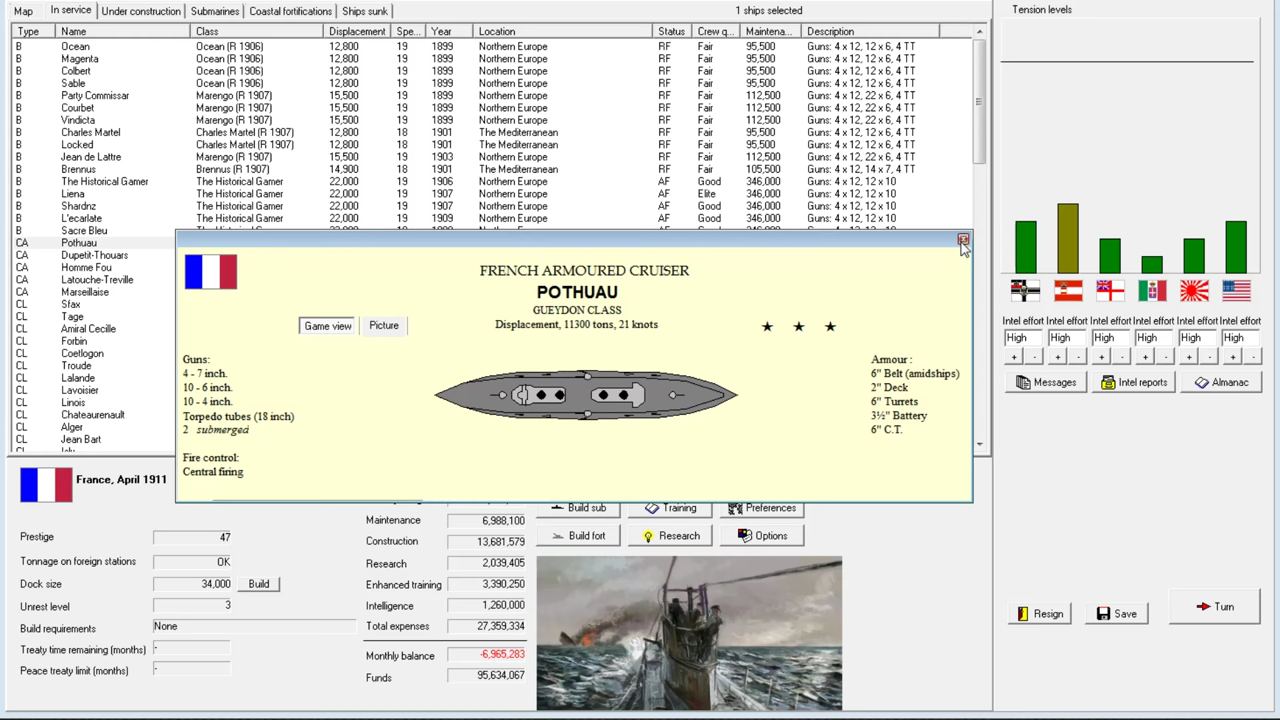 Map In service Under construction Submarines Coastal fortifications Ships sunk 1 ships selected
Type Name Class Displacement Spe... Year Location Status Crew q... Maintena... Description
B Ocean Ocean (R 1906) 12,800 19 1899 Northern Europe RF Fair 95,500 Guns: 4 x 12, 12 x 6, 4 TT
B Magenta Ocean (R 1906) 12,800 19 1899 Northern Europe RF Fair 95,500 Guns: 4 x 12, 12 x 6, 4 TT
B Colbert Ocean (R 1906) 12,800 19 1899 Northern Europe RF Fair 95,500 Guns: 4 x 12, 12 x 6, 4 TT
B Sable Ocean (R 1906) 12,800 19 1899 Northern Europe RF Fair 95,500 Guns: 4 x 12, 12 x 6, 4 TT
B Party Commissar Marengo (R 1907) 15,500 19 1899 Northern Europe RF Fair 112,500 Guns: 4 x 12, 22 x 6, 4 TT
B Courbet Marengo (R 1907) 15,500 19 1899 Northern Europe RF Fair 112,500 Guns: 4 x 12, 22 x 6, 4 TT
B Vindicta Marengo (R 1907) 15,500 19 1899 Northern Europe RF Fair 112,500 Guns: 4 x 12, 22 x 6, 4 TT
B Charles Martel Charles Martel (R 1907) 12,800 18 1901 The Mediterranean RF Fair 95,500 Guns: 4 x 12, 12 x 6, 4 TT
B Locked Charles Martel (R 1907) 12,800 18 1901 The Mediterranean RF Fair 95,500 Guns: 4 x 12, 12 x 6, 4 TT
B Jean de Lattre Marengo (R 1907) 15,500 19 1903 Northern Europe RF Fair 112,500 Guns: 4 x 12, 22 x 6, 4 TT
B Brennus Brennus (R 1907) 14,900 18 1901 The Mediterranean RF Fair 105,500 Guns: 4 x 12, 14 x 7, 4 TT
B The Historical Gamer The Historical Gamer 22,000 19 1906 Northern Europe AF Good 346,000 Guns: 4 x 12, 12 x 10
B Liena The Historical Gamer 22,000 19 1907 Northern Europe AF Elite 346,000 Guns: 4 x 12, 12 x 10
B Shardnz The Historical Gamer 22,000 19 1907 Northern Europe AF Good 346,000 Guns: 4 x 12, 12 x 10
B L'ecarlate The Historical Gamer 22,000 19 1909 Northern Europe AF Good 346,000 Guns: 4 x 12, 12 x 10
B Sacre Bleu
CA Pothuau
CA Dupetit-Thouars
CA Homme Fou
CA Latouche-Treville
CA Marseillaise
CL Sfax
CL Tage
CL Amiral Cecille
CL Forbin
CL Coetlogon
CL Troude
CL Lalande
CL Lavoisier
CL Linois
CL Chateaurenault
CL Alger
CL Jean Bart
CL
FRENCH ARMOURED CRUISER
POTHUAU
GUEYDON CLASS
Displacement, 11300 tons, 21 knots
Game view Picture
Guns:
4 - 7 inch.
10 - 6 inch.
10 - 4 inch.
Torpedo tubes (18 inch)
2 submerged
Fire control:
Central firing
Armour :
6" Belt (amidships)
2" Deck
6" Turrets
3½" Battery
6" C.T.
Tension levels
Intel effort Intel effort Intel effort Intel effort Intel effort Intel effort
High High High High High High
+ - + - + - + - + - + -
Messages Intel reports Almanac
France, April 1911
Prestige 47
Tonnage on foreign stations OK
Dock size 34,000 Build
Unrest level 3
Build requirements None
Treaty time remaining (months) -
Peace treaty limit (months) -
Maintenance 6,988,100
Construction 13,681,579
Research 2,039,405
Enhanced training 3,390,250
Intelligence 1,260,000
Total expenses 27,359,334
Monthly balance -6,965,283
Funds 95,634,067
Build sub Training Preferences
Build fort Research Options
Resign Save Turn